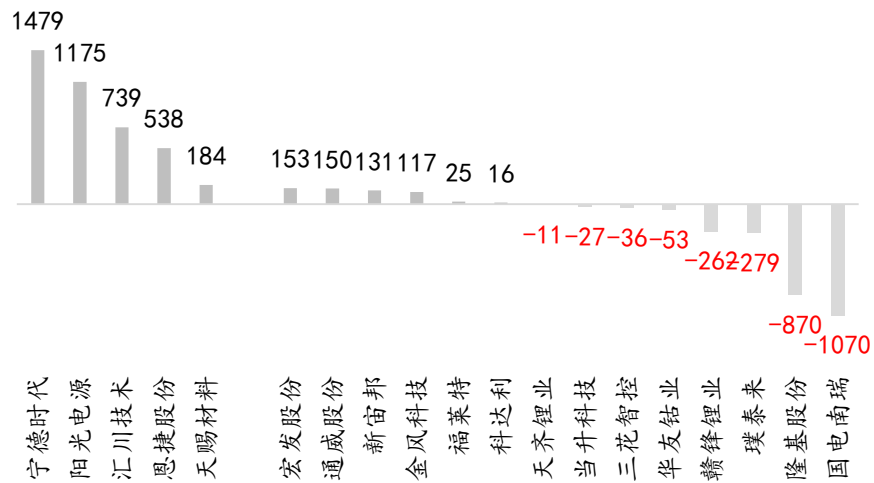 1479
1175
739
538
184
153
150
131
117
25
16
-11
-27
-36
-53
-262
-279
-870
-1070
宁德时代
阳光电源
汇川技术
恩捷股份
天赐材料
宏发股份
通威股份
新宙邦
金风科技
福莱特
科达利
天齐锂业
当升科技
三花智控
华友钴业
赣锋锂业
璞泰来
隆基股份
国电南瑞